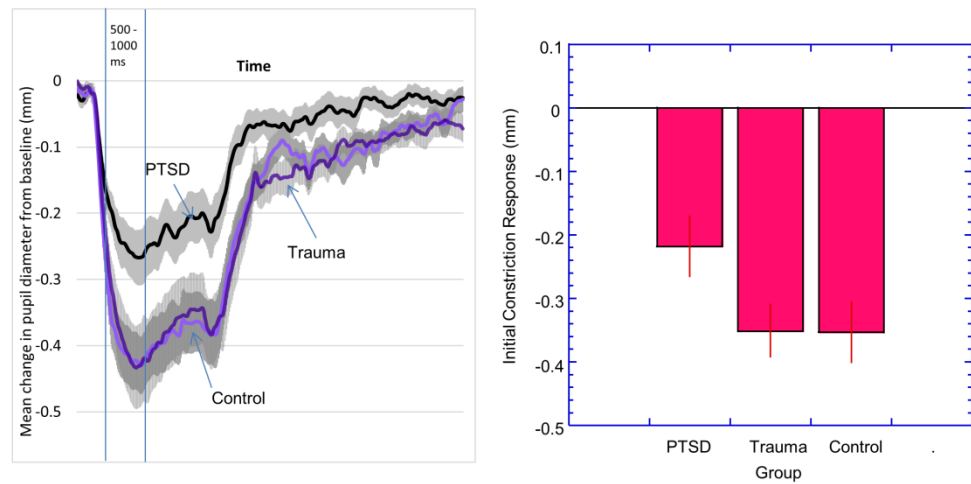 500 -
1000
ms
Time
Mean change in pupil diameter from baseline (mm)
0
-0.1
-0.2
-0.3
-0.4
-0.5
PTSD
Trauma
Control
Initial Constriction Response (mm)
0.1
0
-0.1
-0.2
-0.3
-0.4
-0.5
PTSD Trauma Control .
Group